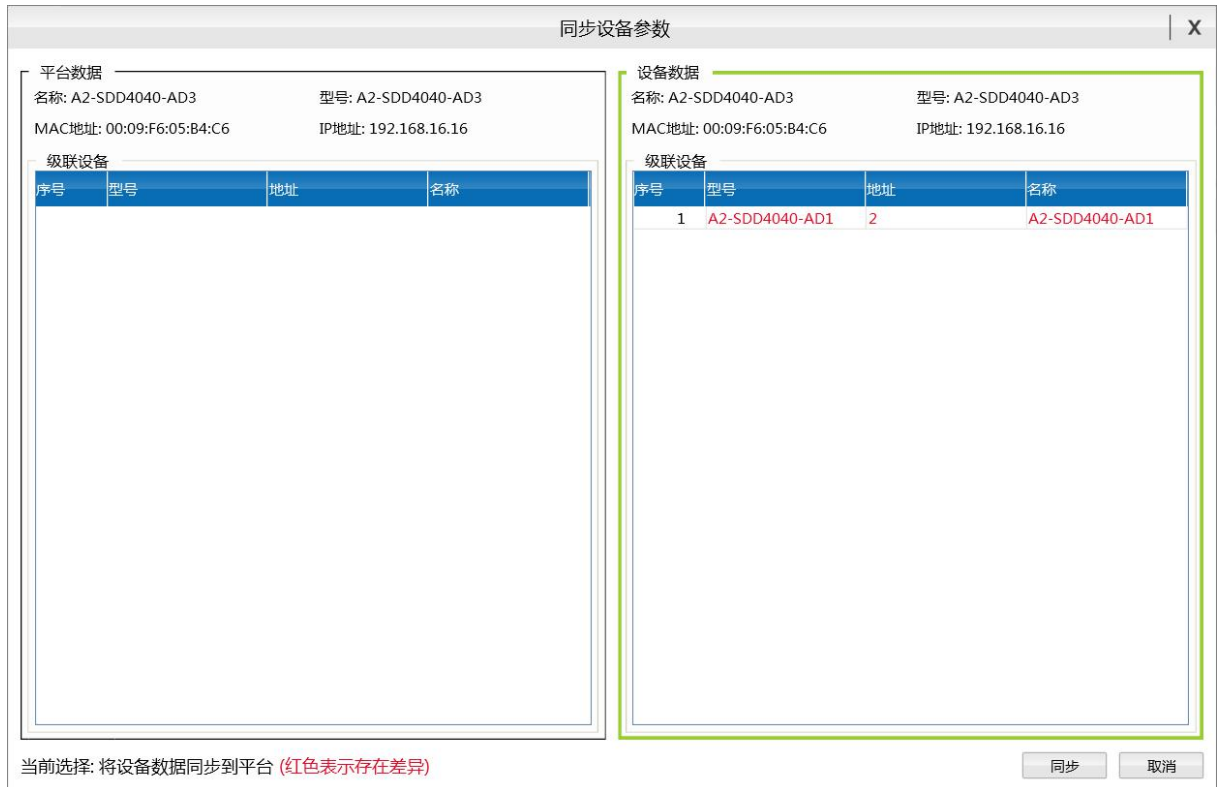 同步设备参数
X
平台数据
名称: A2-SDD4040-AD3 型号: A2-SDD4040-AD3
MAC地址: 00:09:F6:05:B4:C6 IP地址: 192.168.16.16
级联设备
序号 型号 地址 名称
设备数据
名称: A2-SDD4040-AD3 型号: A2-SDD4040-AD3
MAC地址: 00:09:F6:05:B4:C6 IP地址: 192.168.16.16
级联设备
序号 型号 地址 名称
1 A2-SDD4040-AD1 2 A2-SDD4040-AD1
当前选择: 将设备数据同步到平台 (红色表示存在差异)
同步 取消